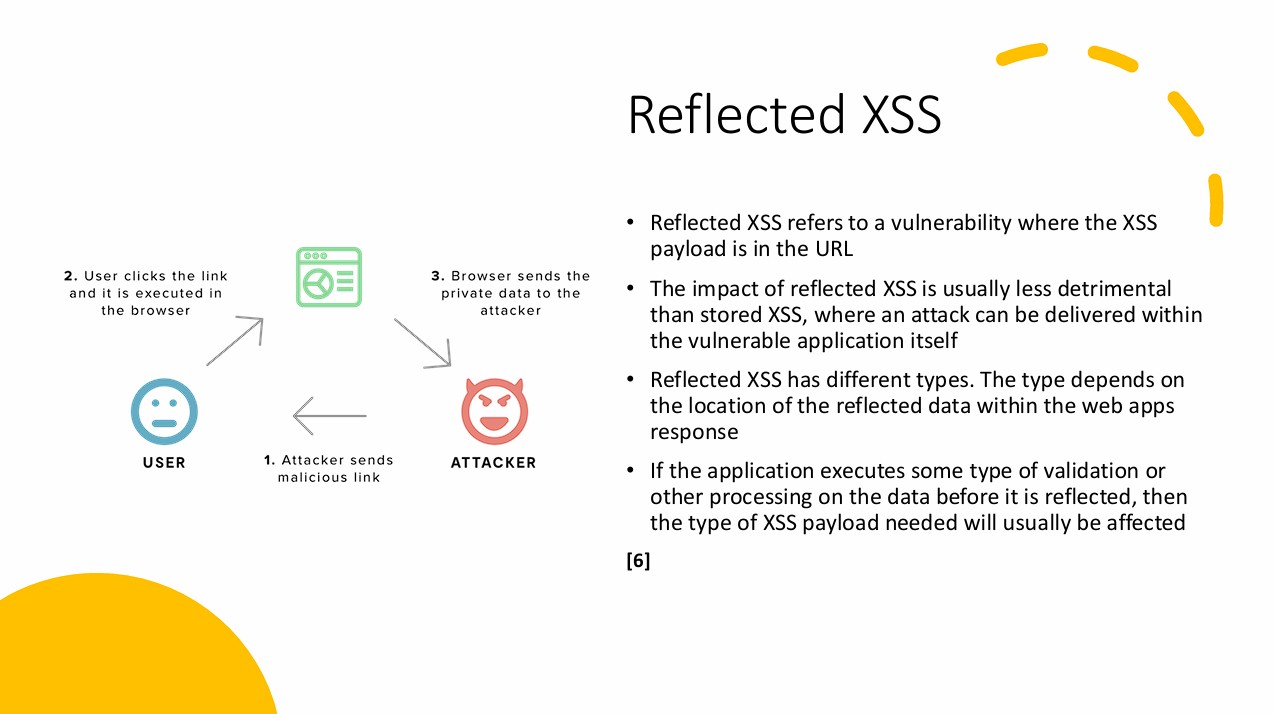 Reflected XSS
2. User clicks the link
and it is executed in
the browser
3. Browser sends the
private data to the
attacker
USER
1. Attacker sends
malicious link
ATTACKER
• Reflected XSS refers to a vulnerability where the XSS
payload is in the URL
• The impact of reflected XSS is usually less detrimental
than stored XSS, where an attack can be delivered within
the vulnerable application itself
• Reflected XSS has different types. The type depends on
the location of the reflected data within the web apps
response
• If the application executes some type of validation or
other processing on the data before it is reflected, then
the type of XSS payload needed will usually be affected
[6]